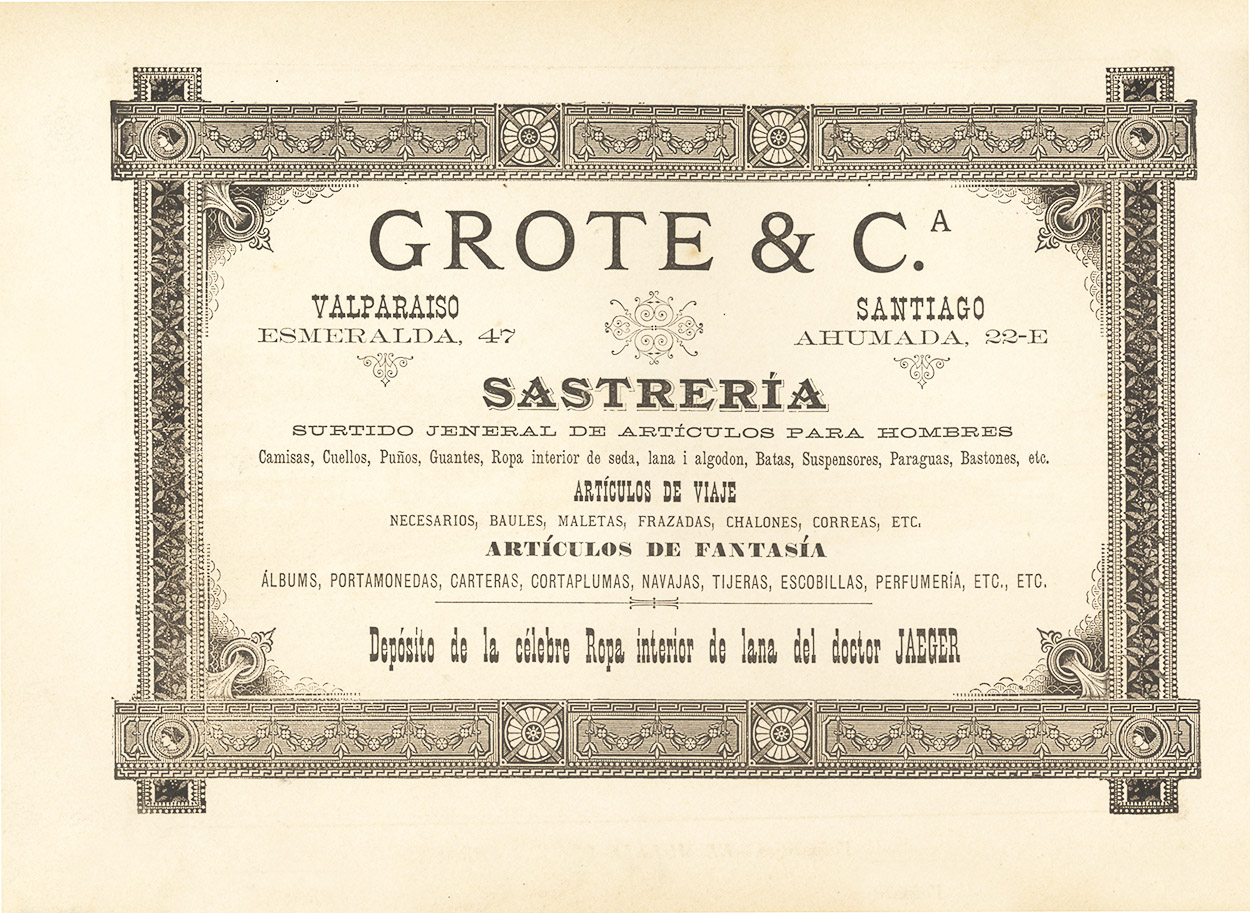 GROTE & C.A
VALPARAISO
ESMERALDA, 47
SANTIAGO
AHUMADA, 22-E
SASTRERÍA
SURTIDO JENERAL DE ARTÍCULOS PARA HOMBRES
Camisas, Cuellos, Puños, Guantes, Ropa interior de seda, lana i algodon, Batas, Suspensores, Paraguas, Bastones, etc.
ARTÍCULOS DE VIAJE
NECESARIOS, BAULES, MALETAS, FRAZADAS, CHALONES, CORREAS, ETC.
ARTÍCULOS DE FANTASÍA
ÁLBUMS, PORTAMONEDAS, CARTERAS, CORTAPLUMAS, NAVAJAS, TIJERAS, ESCOBILLAS, PERFUMERÍA, ETC., ETC.
Depósito de la célebre Ropa interior de lana del doctor JAEGER